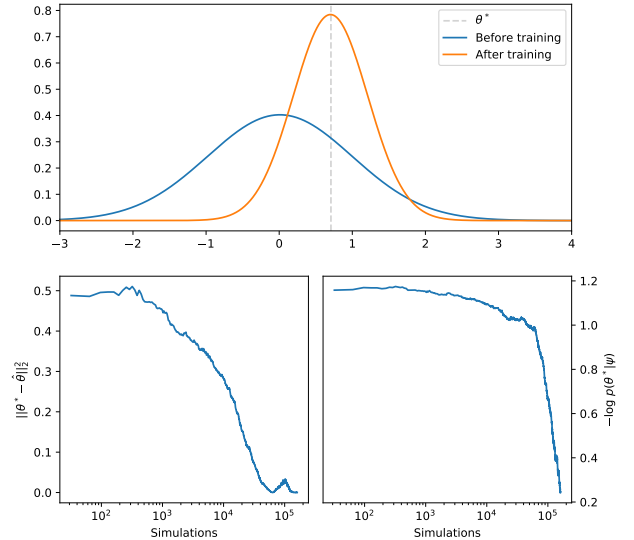 0.8
0.7
0.6
0.5
0.4
0.3
0.2
0.1
0.0
−3 −2 −1 0 1 2 3 4
θ*
Before training
After training
0.5
0.4
0.3
0.2
0.1
0.0
||θ* − θ̂||₂²
10² 10³ 10⁴ 10⁵
Simulations
10² 10³ 10⁴ 10⁵
Simulations
1.2
1.0
0.8
0.6
0.4
0.2
−log p(θ*|ψ)